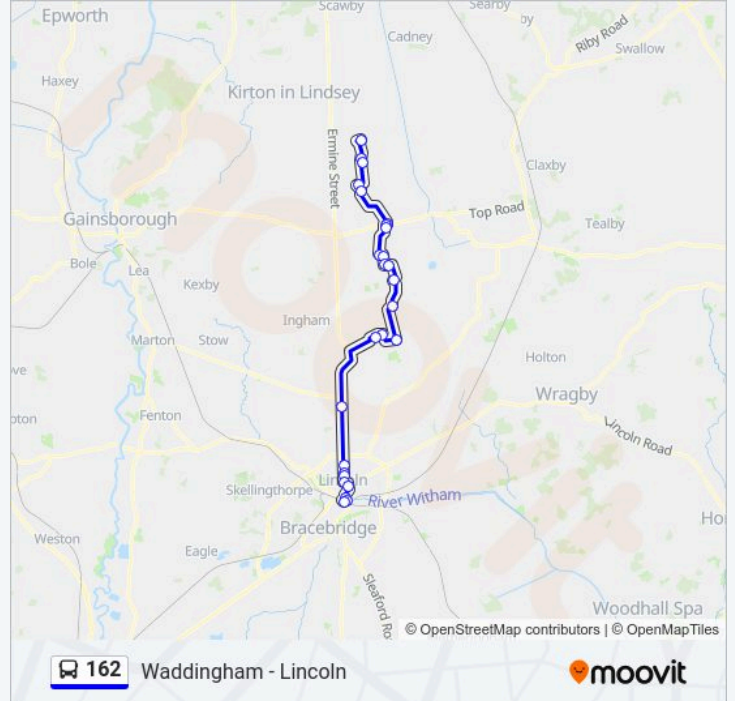 Scawby
Epworth
Cadney
Riby Road
Swallow
Haxey
Kirton in Lindsey
Ermine Street
Claxby
Top Road
Gainsborough
Tealby
Bole
Lea
Kexby
Ingham
Marton
Stow
Holton
Wragby
Fenton
Lincoln Road
Lincoln
Skellingthorpe
River Witham
Bracebridge
Weston
Eagle
Sleaford Ro
Woodhall Spa
© OpenStreetMap contributors | © OpenMapTiles
162 Waddingham - Lincoln
moovit